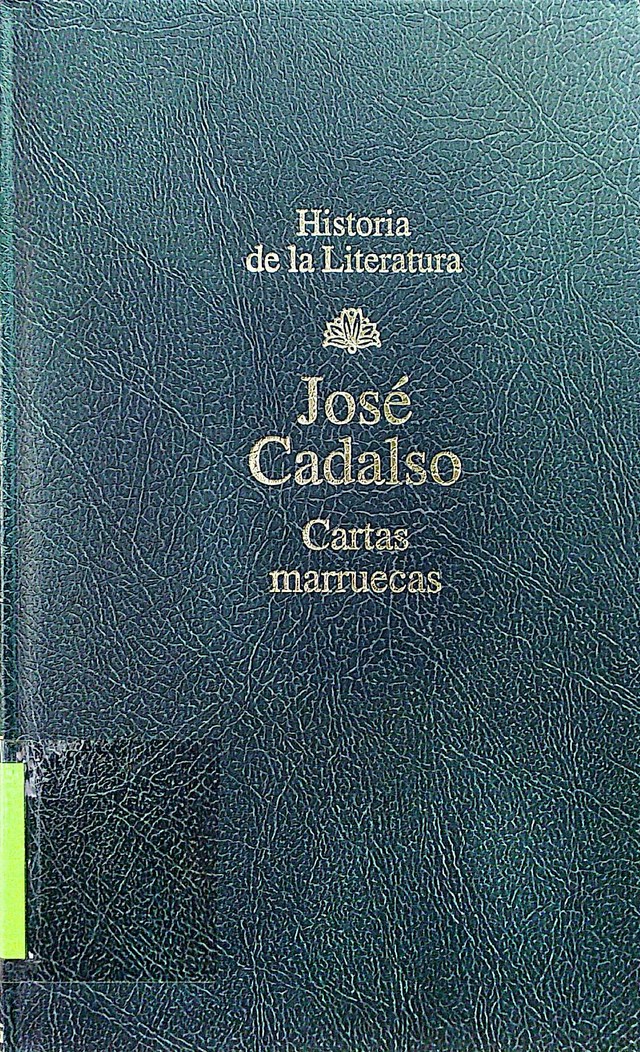 Historia
de la Literatura
José
Cadalso
Cartas
marruecas